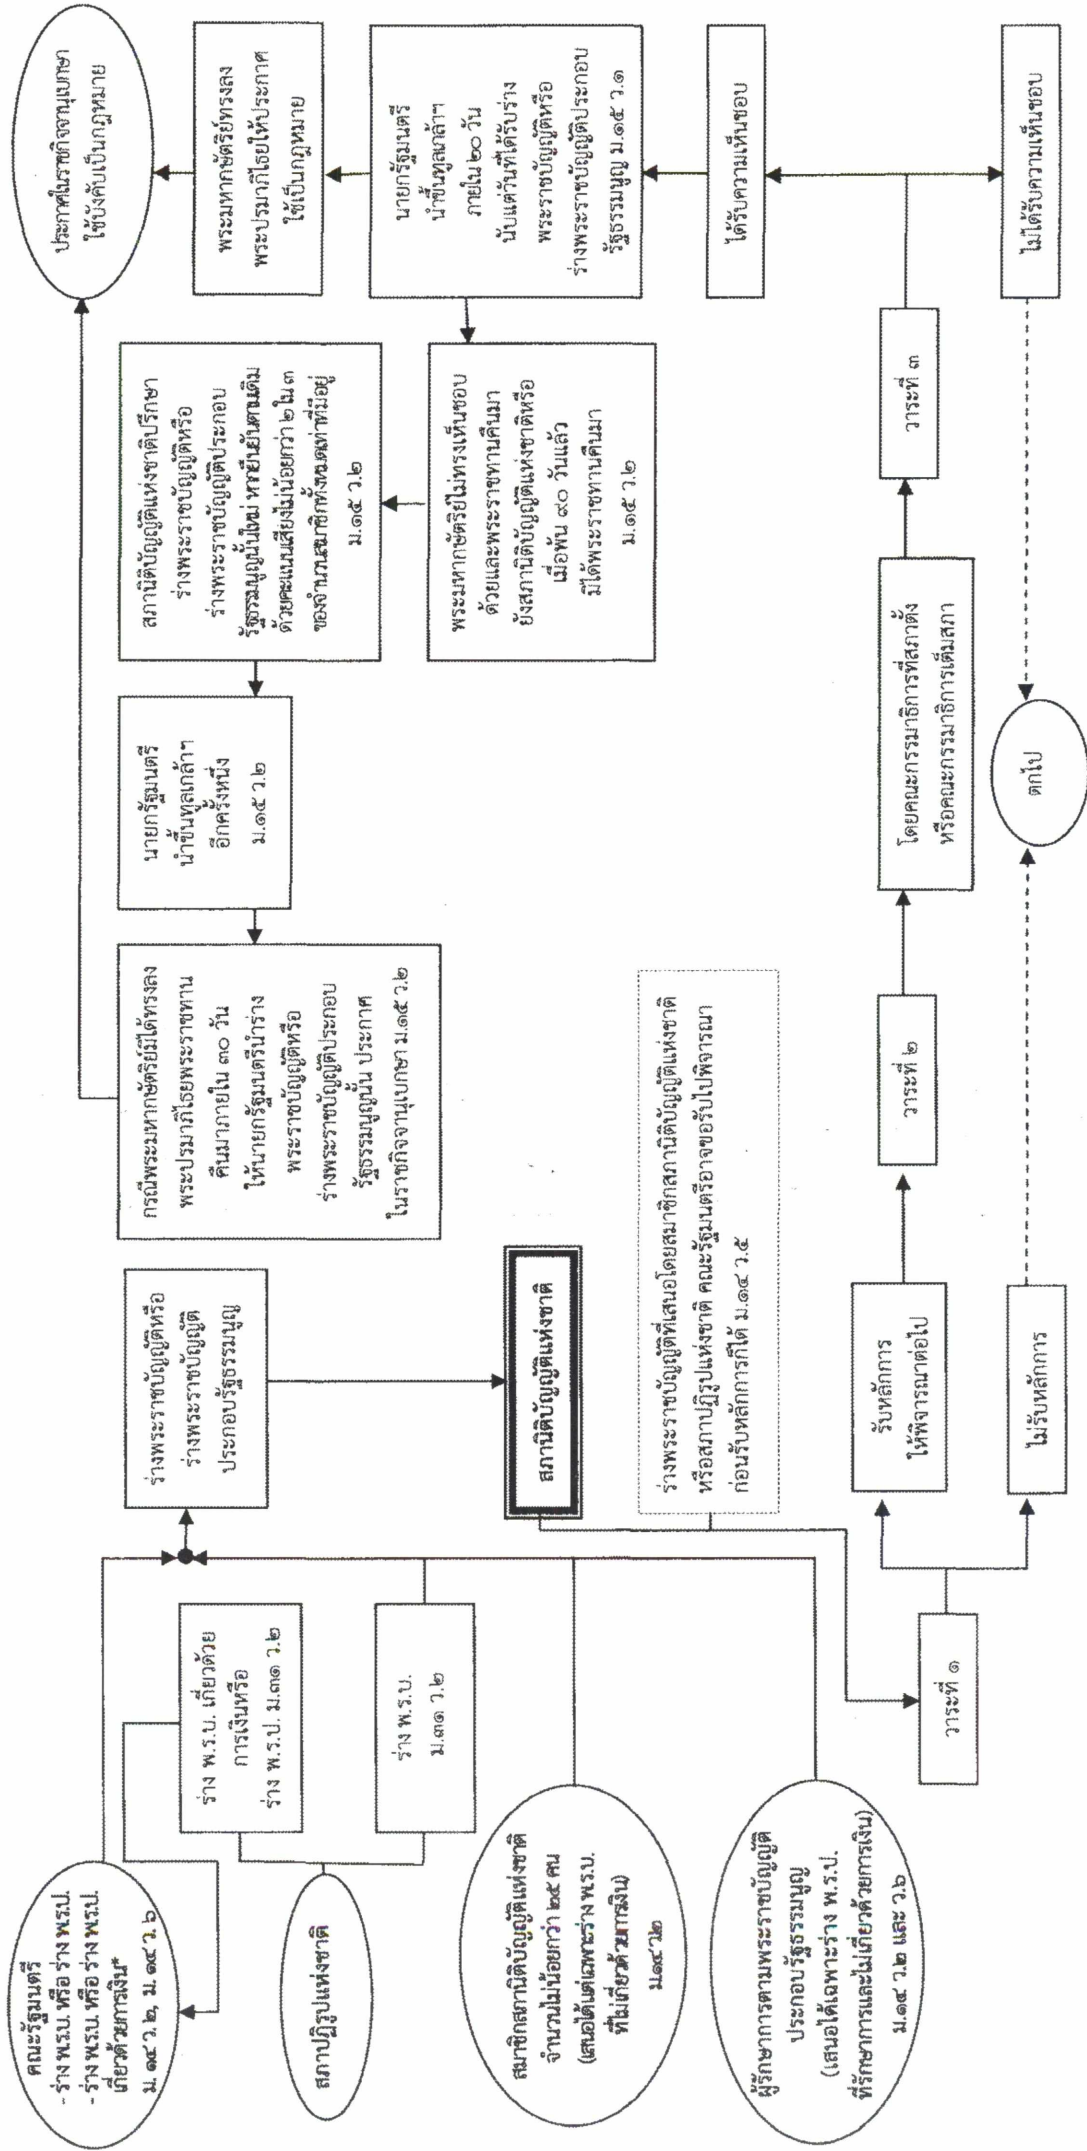 คณะรัฐมนตรี
- ร่าง พ.ร.บ. หรือ ร่าง พ.ร.ป.
- ร่าง พ.ร.บ. หรือ ร่าง พ.ร.ป.
เกี่ยวด้วยการเงิน*
ม. ๑๔ ว. ๒, ม. ๑๔ ว. ๖
สภาปฏิรูปแห่งชาติ
สมาชิกสภานิติบัญญัติแห่งชาติ
จำนวนไม่น้อยกว่า ๒๕ คน
(เสนอได้แต่เฉพาะร่าง พ.ร.บ.
ที่ไม่เกี่ยวด้วยการเงิน)
ม.๑๔ ว.๒
ผู้รักษาการตามพระราชบัญญัติ
ประกอบรัฐธรรมนูญ
(เสนอได้เฉพาะร่าง พ.ร.ป.
ที่รักษาการและไม่เกี่ยวด้วยการเงิน)
ม.๑๔ ว.๒ และ ว.๖
ร่าง พ.ร.บ. เกี่ยวด้วย
การเงินหรือ
ร่าง พ.ร.ป. ม.๓๑ ว.๒
ร่าง พ.ร.บ.
ม.๓๑ ว.๒
ร่างพระราชบัญญัติหรือ
ร่างพระราชบัญญัติ
ประกอบรัฐธรรมนูญ
สภานิติบัญญัติแห่งชาติ
ร่างพระราชบัญญัติที่เสนอโดยสมาชิกสภานิติบัญญัติแห่งชาติ
หรือสภาปฏิรูปแห่งชาติ คณะรัฐมนตรีอาจขอรับไปพิจารณา
ก่อนรับหลักการก็ได้ ม.๑๔ ว.๕
วาระที่ ๑
รับหลักการ
ให้พิจารณาต่อไป
ไม่รับหลักการ
วาระที่ ๒
โดยคณะกรรมาธิการที่สภาตั้ง
หรือคณะกรรมาธิการเต็มสภา
ตกไป
วาระที่ ๓
ได้รับความเห็นชอบ
ไม่ได้รับความเห็นชอบ
นายกรัฐมนตรี
นำขึ้นทูลเกล้าฯ
ภายใน ๒๐ วัน
นับแต่วันที่ได้รับร่าง
พระราชบัญญัติหรือ
ร่างพระราชบัญญัติประกอบ
รัฐธรรมนูญ ม.๑๕ ว.๑
พระมหากษัตริย์ทรงลง
พระปรมาภิไธยให้ประกาศ
ใช้เป็นกฎหมาย
ประกาศในราชกิจจานุเบกษา
ใช้บังคับเป็นกฎหมาย
พระมหากษัตริย์ไม่ทรงเห็นชอบ
ด้วยและพระราชทานคืนมา
ยังสภานิติบัญญัติแห่งชาติหรือ
เมื่อพ้น ๙๐ วันแล้ว
มิได้พระราชทานคืนมา
ม.๑๕ ว.๒
สภานิติบัญญัติแห่งชาติปรึกษา
ร่างพระราชบัญญัติหรือ
ร่างพระราชบัญญัติประกอบ
รัฐธรรมนูญนั้นใหม่ หากยืนยันตามเดิม
ด้วยคะแนนเสียงไม่น้อยกว่า ๒ ใน ๓
ของจำนวนสมาชิกทั้งหมดเท่าที่มีอยู่
ม.๑๕ ว.๒
นายกรัฐมนตรี
นำขึ้นทูลเกล้าฯ
อีกครั้งหนึ่ง
ม.๑๕ ว.๒
กรณีพระมหากษัตริย์มิได้ทรงลง
พระปรมาภิไธยพระราชทาน
คืนมาภายใน ๓๐ วัน
ให้นายกรัฐมนตรีนำร่าง
พระราชบัญญัติหรือ
ร่างพระราชบัญญัติประกอบ
รัฐธรรมนูญนั้น ประกาศ
ในราชกิจจานุเบกษา ม.๑๕ ว.๒